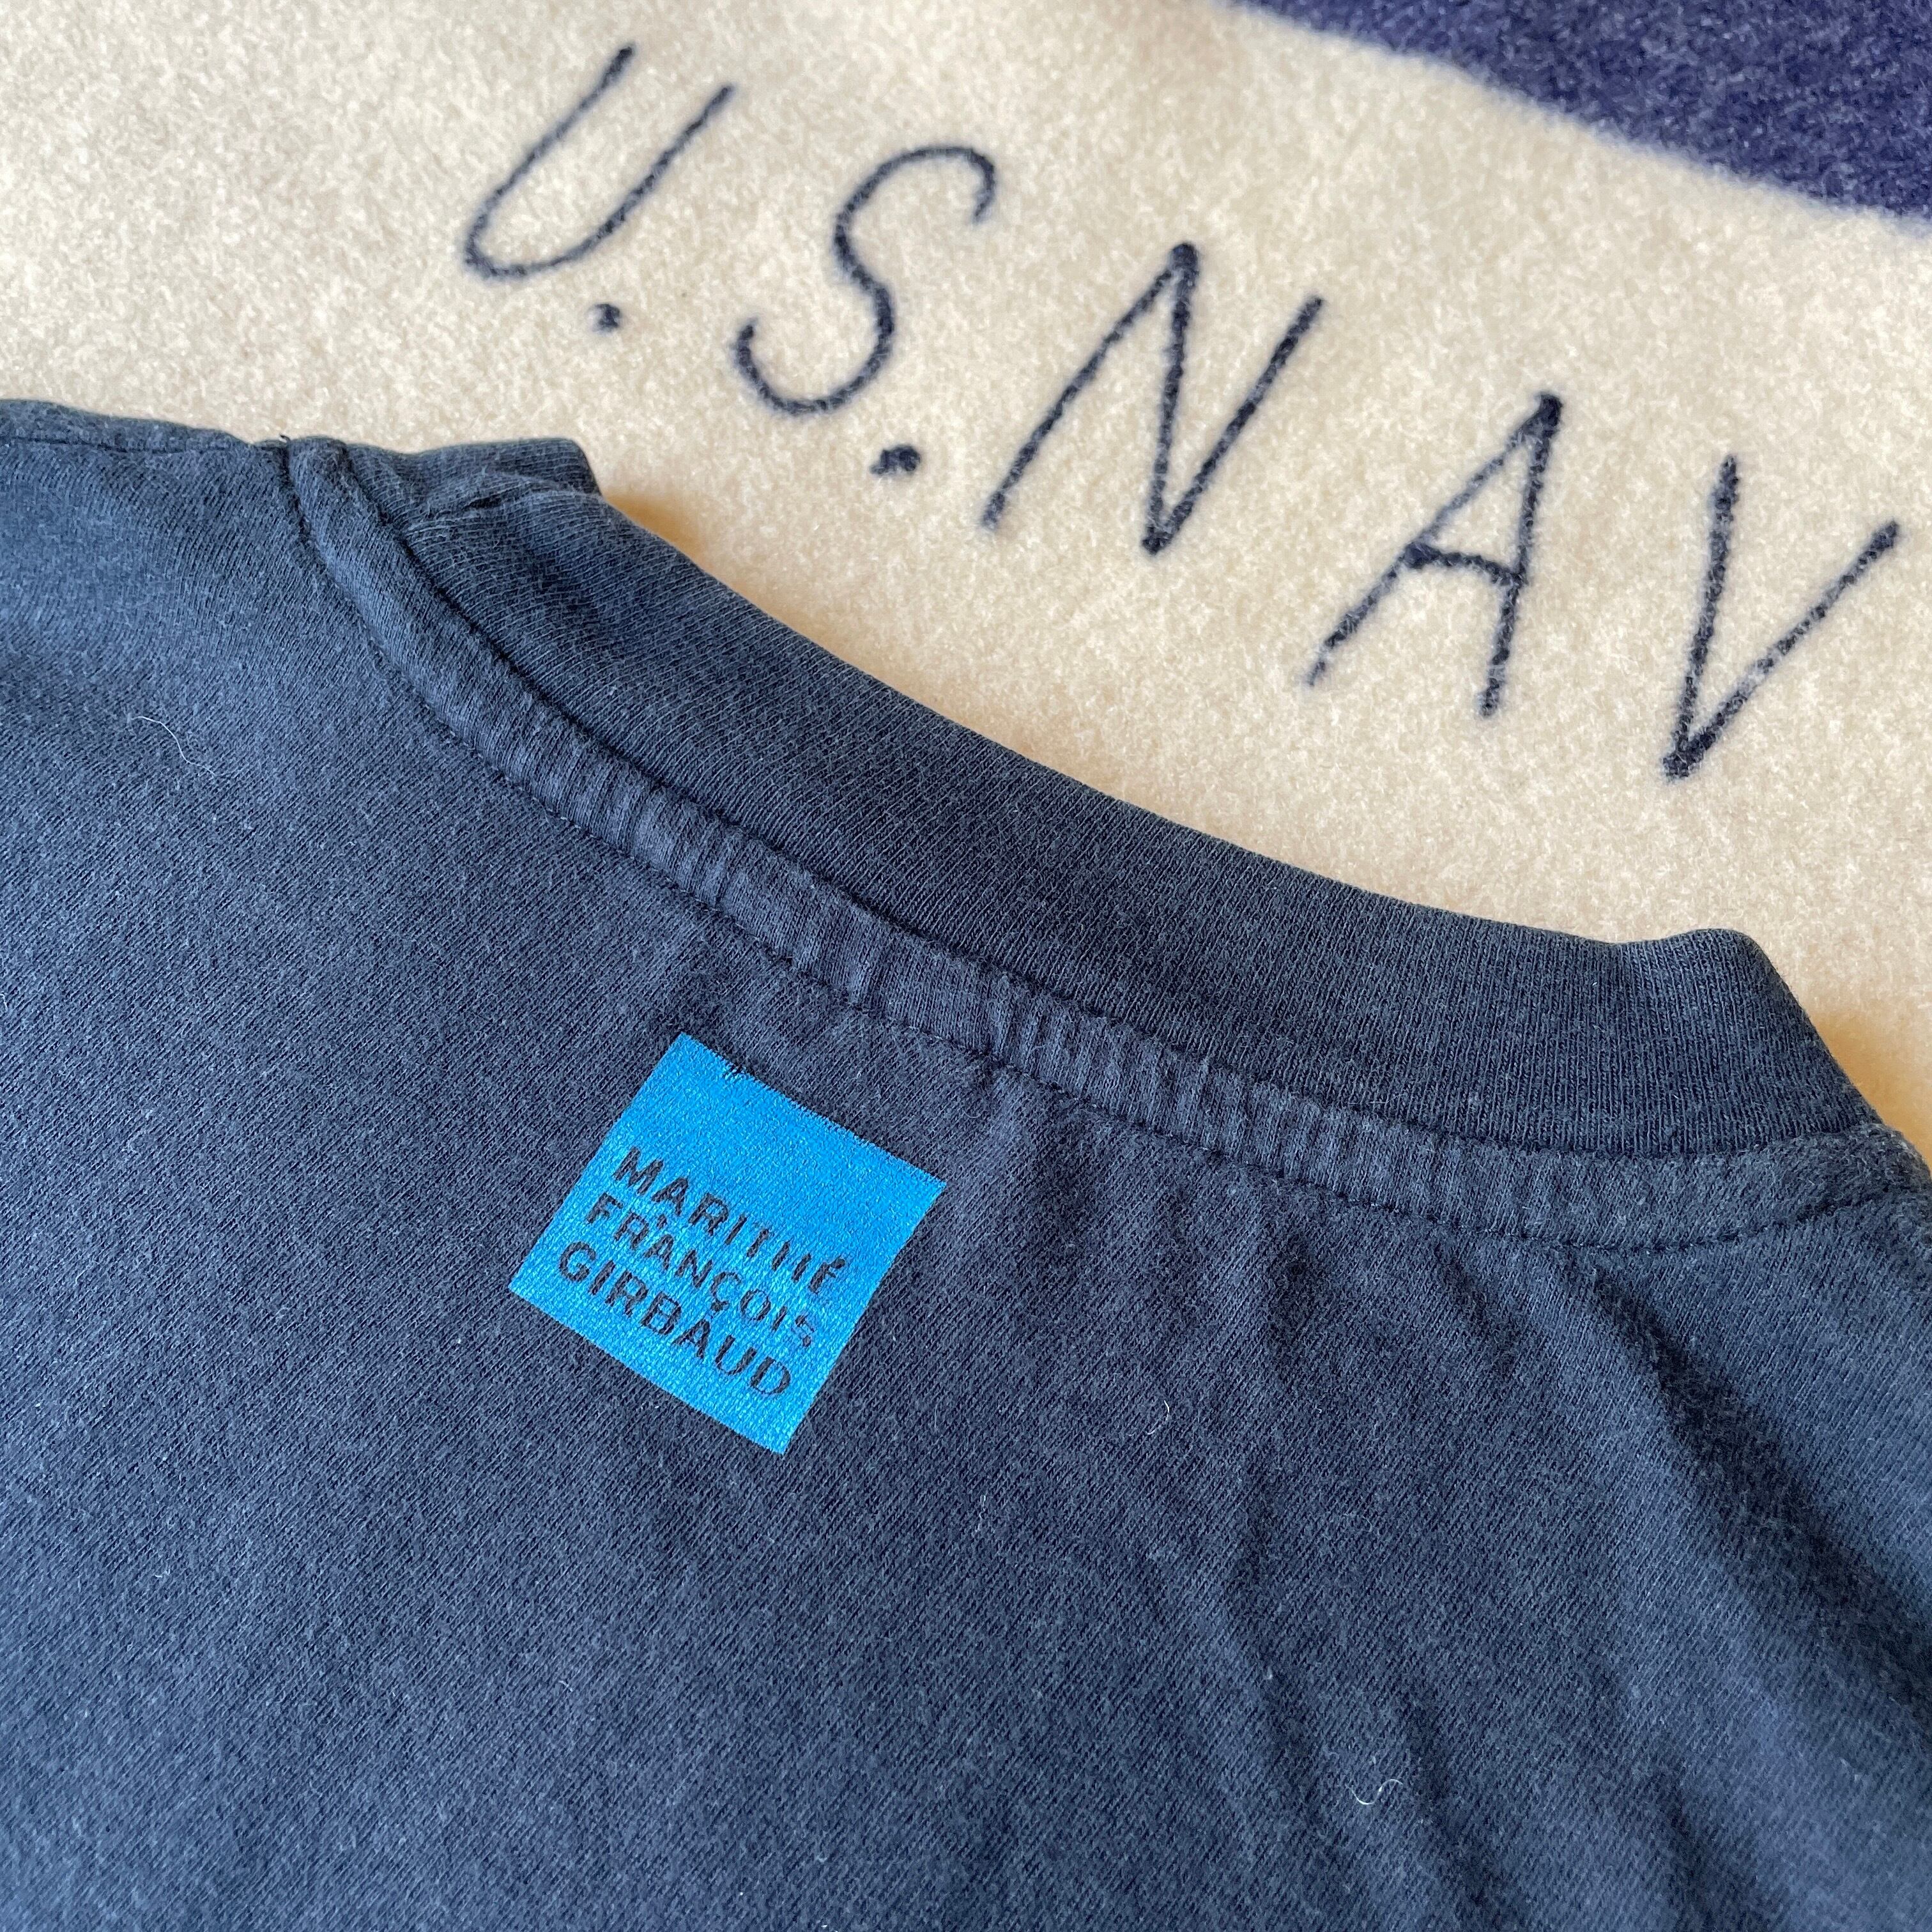 U.S.NAV
MARITHÉ
FRANÇOIS
GIRBAUD